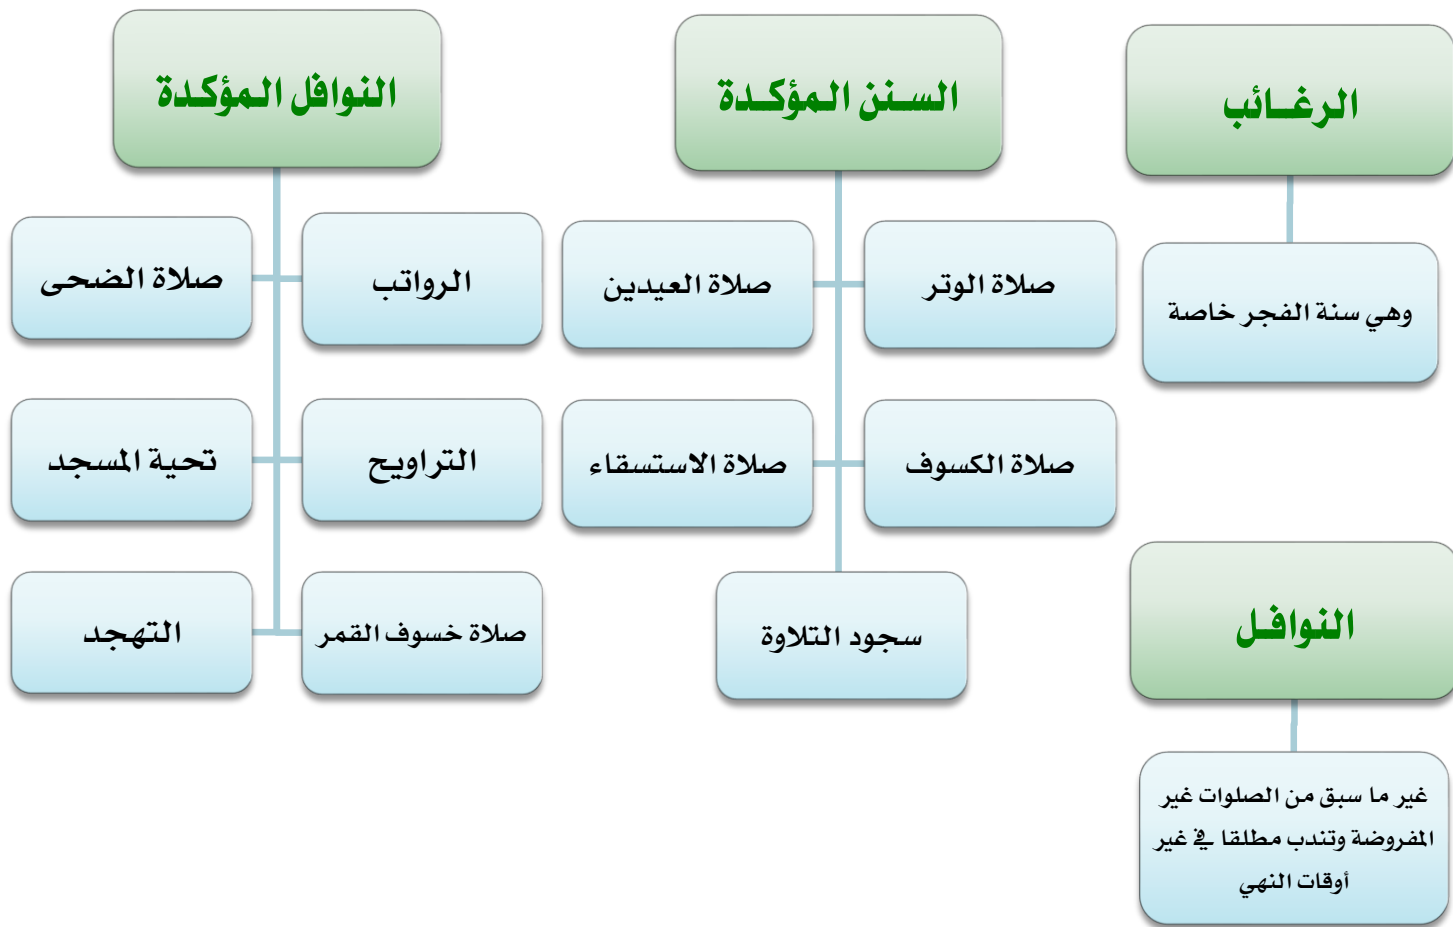 الرغائب
وهي سنة الفجر خاصة
السنن المؤكدة
صلاة الوتر
صلاة العيدين
صلاة الكسوف
صلاة الاستسقاء
سجود التلاوة
النوافل المؤكدة
الرواتب
صلاة الضحى
التراويح
تحية المسجد
صلاة خسوف القمر
التهجد
النوافل
غير ما سبق من الصلوات غير
المفروضة وتندب مطلقا في غير
أوقات النهي